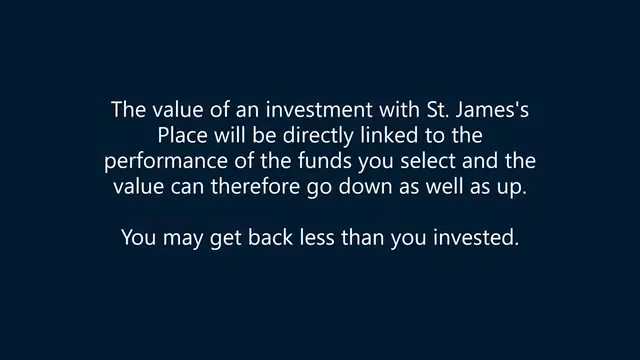 The value of an investment with St. James's
Place will be directly linked to the
performance of the funds you select and the
value can therefore go down as well as up.
You may get back less than you invested.